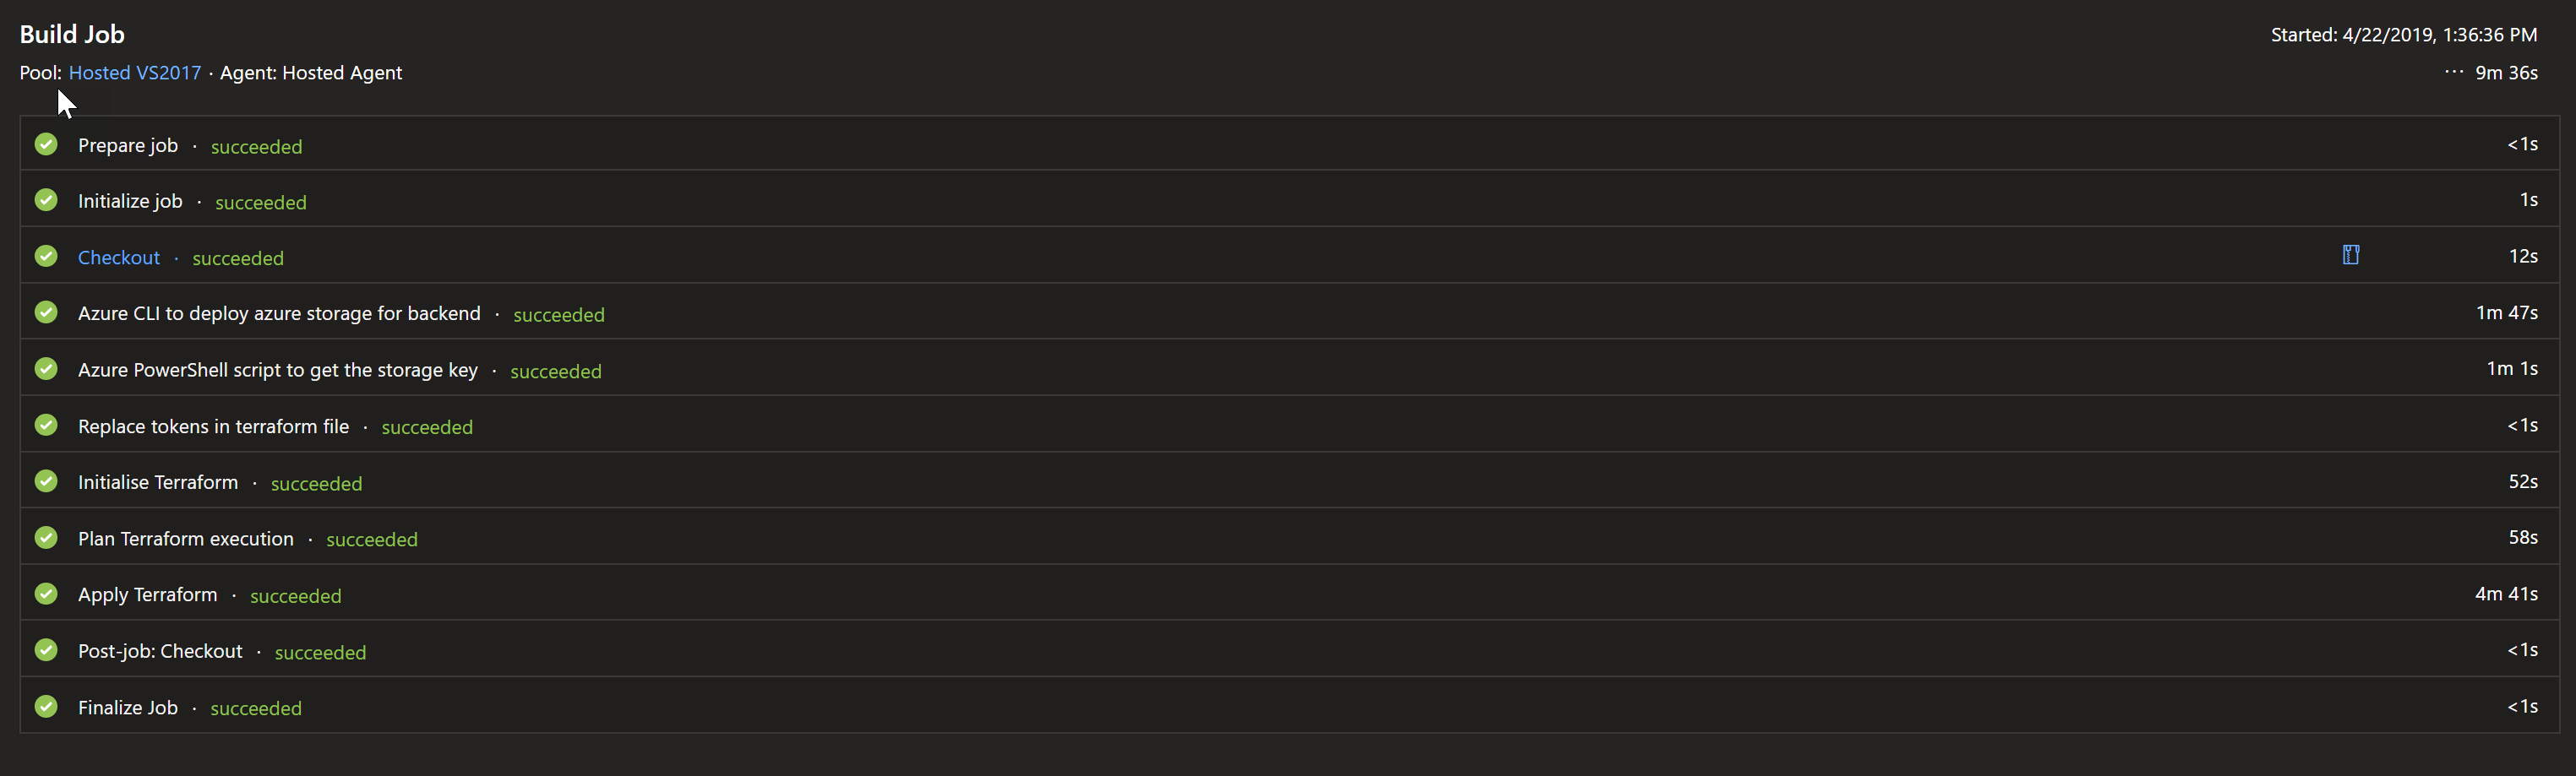 Build Job
Started: 4/22/2019, 1:36:36 PM
Pool: Hosted VS2017 · Agent: Hosted Agent
··· 9m 36s
Prepare job · succeeded <1s
Initialize job · succeeded 1s
Checkout · succeeded 12s
Azure CLI to deploy azure storage for backend · succeeded 1m 47s
Azure PowerShell script to get the storage key · succeeded 1m 1s
Replace tokens in terraform file · succeeded <1s
Initialise Terraform · succeeded 52s
Plan Terraform execution · succeeded 58s
Apply Terraform · succeeded 4m 41s
Post-job: Checkout · succeeded <1s
Finalize Job · succeeded <1s